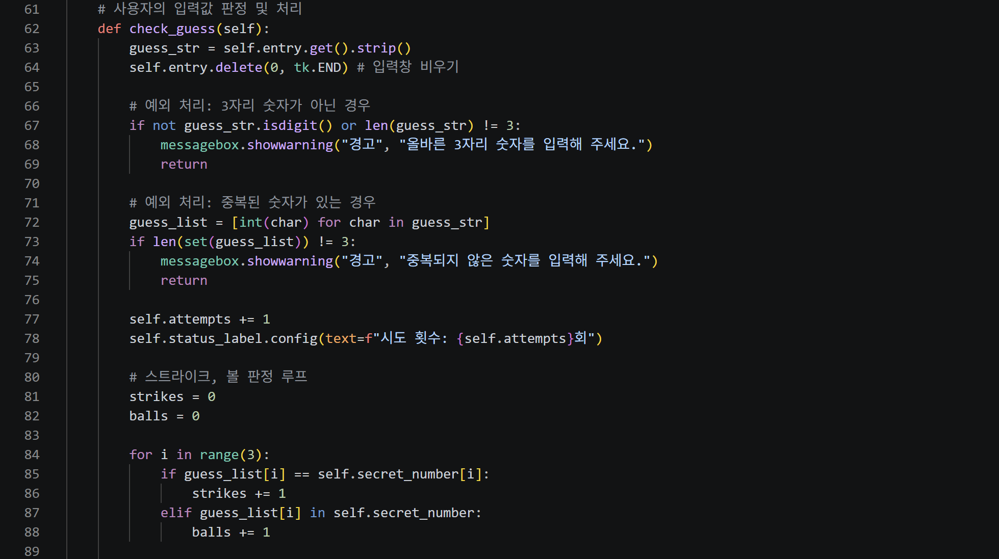 61 # 사용자의 입력값 판정 및 처리
62 def check_guess(self):
63 guess_str = self.entry.get().strip()
64 self.entry.delete(0, tk.END) # 입력창 비우기
65
66 # 예외 처리: 3자리 숫자가 아닌 경우
67 if not guess_str.isdigit() or len(guess_str) != 3:
68 messagebox.showwarning("경고", "올바른 3자리 숫자를 입력해 주세요.")
69 return
70
71 # 예외 처리: 중복된 숫자가 있는 경우
72 guess_list = [int(char) for char in guess_str]
73 if len(set(guess_list)) != 3:
74 messagebox.showwarning("경고", "중복되지 않은 숫자를 입력해 주세요.")
75 return
76
77 self.attempts += 1
78 self.status_label.config(text=f"시도 횟수: {self.attempts}회")
79
80 # 스트라이크, 볼 판정 루프
81 strikes = 0
82 balls = 0
83
84 for i in range(3):
85 if guess_list[i] == self.secret_number[i]:
86 strikes += 1
87 elif guess_list[i] in self.secret_number:
88 balls += 1
89